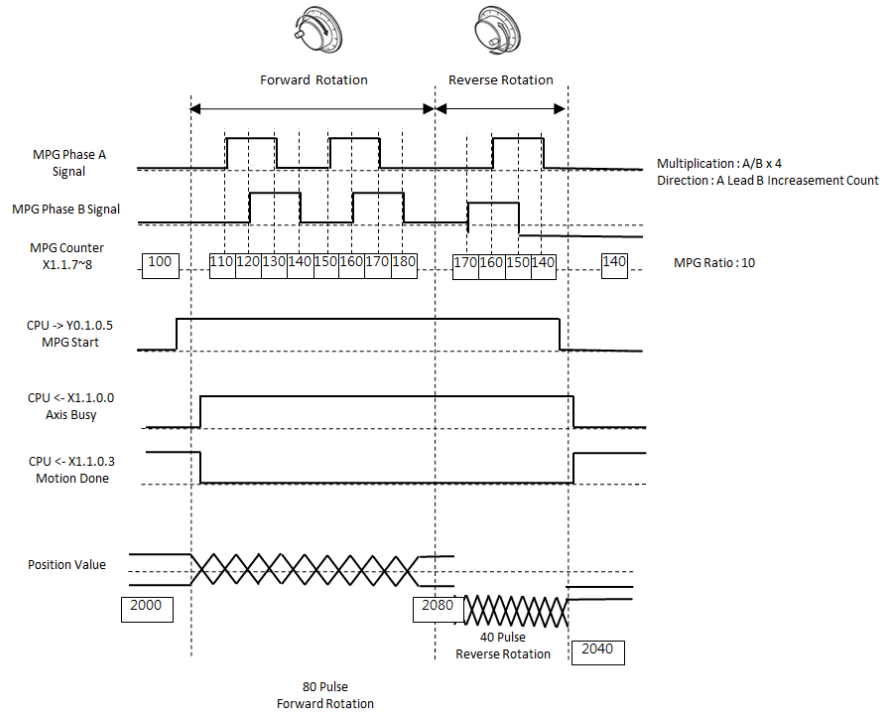 Forward Rotation
Reverse Rotation
MPG Phase A
Signal
Multiplication : A/B x 4
Direction : A Lead B Increasement Count
MPG Phase B Signal
MPG Counter
X1.1.7~8
100
110 120 130 140 150 160 170 180
170 160 150 140
140
MPG Ratio : 10
CPU -> Y0.1.0.5
MPG Start
CPU <- X1.1.0.0
Axis Busy
CPU <- X1.1.0.3
Motion Done
Position Value
2000
2080
40 Pulse
Reverse Rotation
2040
80 Pulse
Forward Rotation